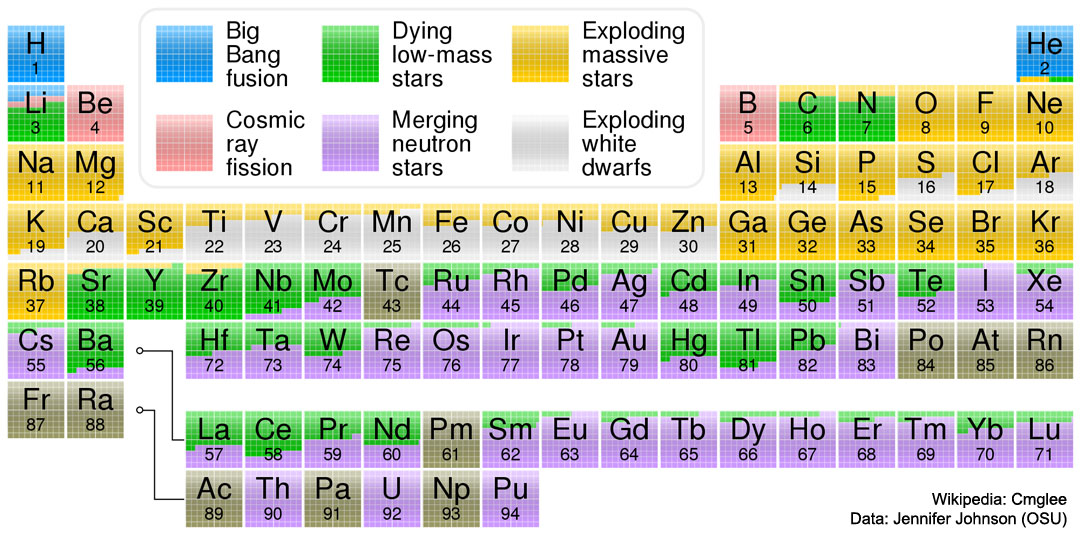 Big
Bang
fusion
Dying
low-mass
stars
Exploding
massive
stars
Cosmic
ray
fission
Merging
neutron
stars
Exploding
white
dwarfs
H He
1 2
Li Be B C N O F Ne
3 4 5 6 7 8 9 10
Na Mg Al Si P S Cl Ar
11 12 13 14 15 16 17 18
K Ca Sc Ti V Cr Mn Fe Co Ni Cu Zn Ga Ge As Se Br Kr
19 20 21 22 23 24 25 26 27 28 29 30 31 32 33 34 35 36
Rb Sr Y Zr Nb Mo Tc Ru Rh Pd Ag Cd In Sn Sb Te I Xe
37 38 39 40 41 42 43 44 45 46 47 48 49 50 51 52 53 54
Cs Ba Hf Ta W Re Os Ir Pt Au Hg Tl Pb Bi Po At Rn
55 56 72 73 74 75 76 77 78 79 80 81 82 83 84 85 86
Fr Ra
87 88
La Ce Pr Nd Pm Sm Eu Gd Tb Dy Ho Er Tm Yb Lu
57 58 59 60 61 62 63 64 65 66 67 68 69 70 71
Ac Th Pa U Np Pu
89 90 91 92 93 94
Wikipedia: Cmglee
Data: Jennifer Johnson (OSU)